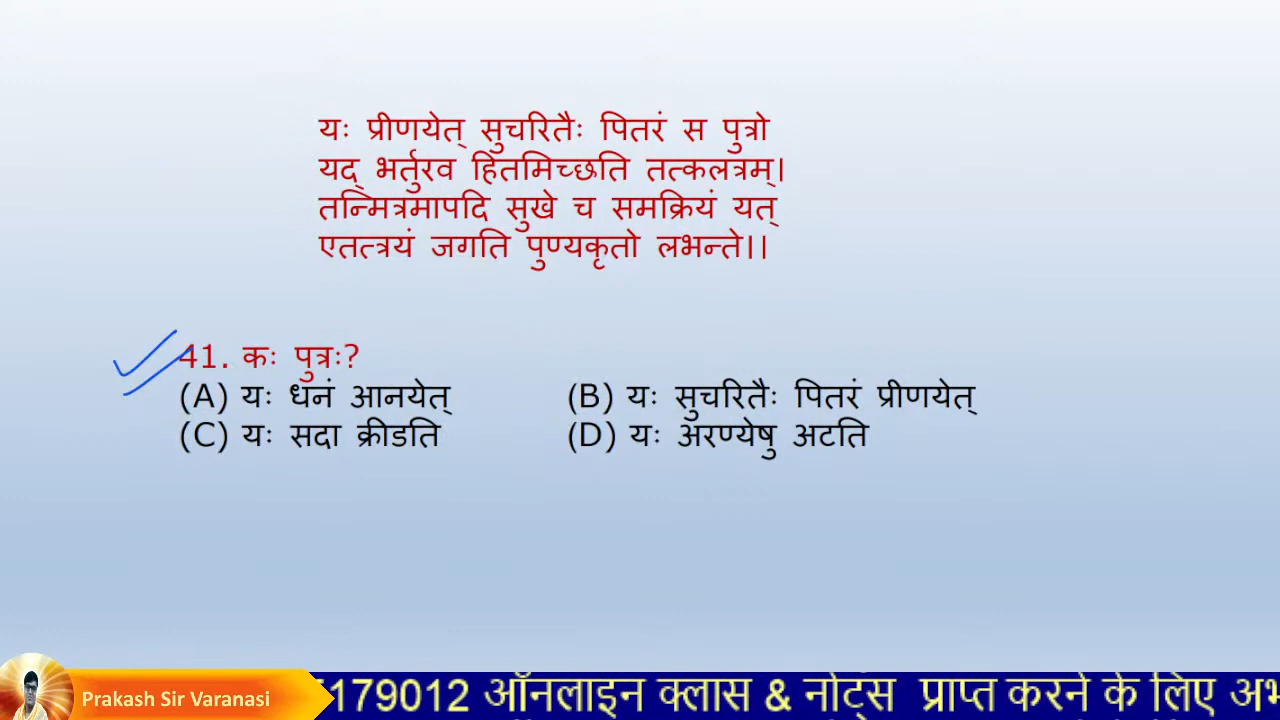 यः प्रीणयेत् सुचरितैः पितरं स पुत्रो
यद् भर्तुरव हितमिच्छति तत्कलत्रम्।
तन्मित्रमापदि सुखे च समक्रियं यत्
एतत्त्रयं जगति पुण्यकृतो लभन्ते।।
41. कः पुत्रः?
(A) यः धनं आनयेत् (B) यः सुचरितैः पितरं प्रीणयेत्
(C) यः सदा क्रीडति (D) यः अरण्येषु अटति
Prakash Sir Varanasi 179012 ऑनलाइन क्लास & नोट्स प्राप्त करने के लिए